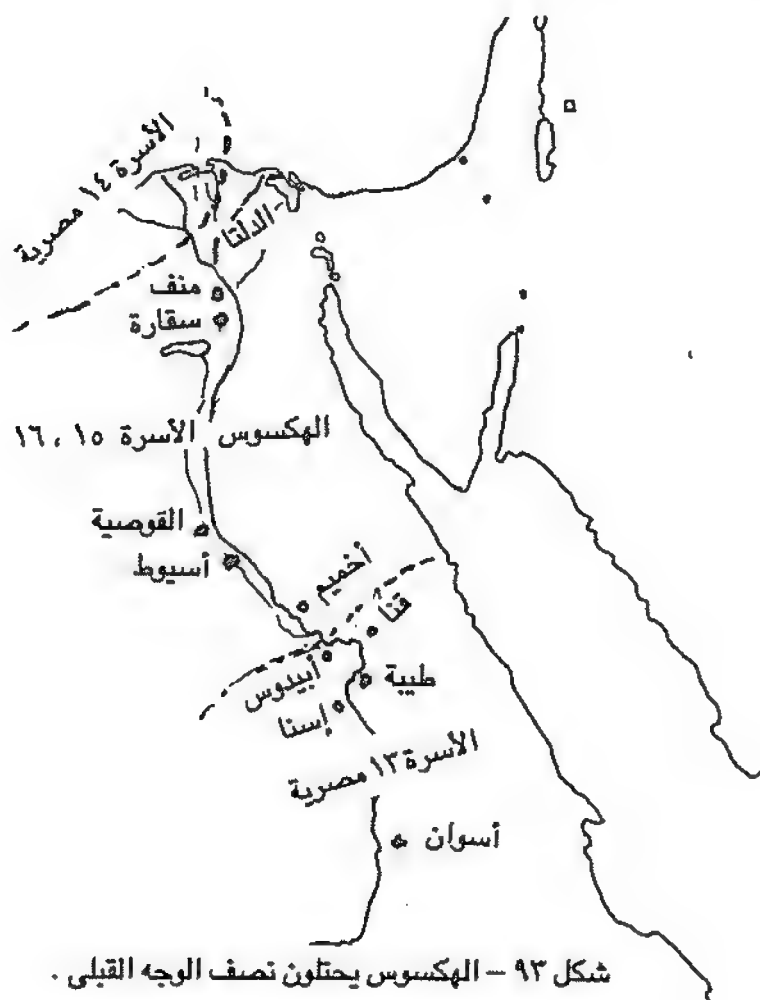 الأسرة ١٤ مصرية
الدلتا
منف
سقارة
الهكسوس الأسرة ١٥ ، ١٦
القوصية
أسيوط
أخميم
قنا
أبيدوس
طيبة
إسنا
الأسرة ١٣ مصرية
أسوان
شكل ٩٣ – الهكسوس يحتلون نصف الوجه القبلى .